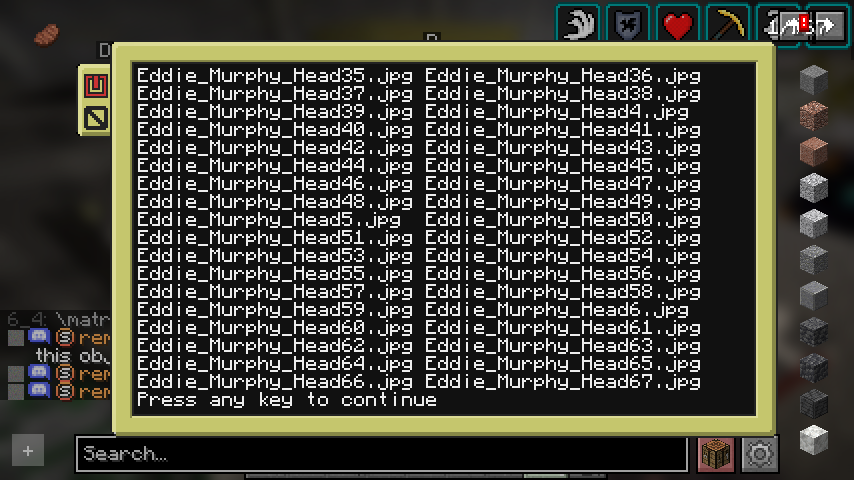 Eddie_Murphy_Head35.jpg Eddie_Murphy_Head36.jpg
Eddie_Murphy_Head37.jpg Eddie_Murphy_Head38.jpg
Eddie_Murphy_Head39.jpg Eddie_Murphy_Head4.jpg
Eddie_Murphy_Head40.jpg Eddie_Murphy_Head41.jpg
Eddie_Murphy_Head42.jpg Eddie_Murphy_Head43.jpg
Eddie_Murphy_Head44.jpg Eddie_Murphy_Head45.jpg
Eddie_Murphy_Head46.jpg Eddie_Murphy_Head47.jpg
Eddie_Murphy_Head48.jpg Eddie_Murphy_Head49.jpg
Eddie_Murphy_Head5.jpg Eddie_Murphy_Head50.jpg
Eddie_Murphy_Head51.jpg Eddie_Murphy_Head52.jpg
Eddie_Murphy_Head53.jpg Eddie_Murphy_Head54.jpg
Eddie_Murphy_Head55.jpg Eddie_Murphy_Head56.jpg
Eddie_Murphy_Head57.jpg Eddie_Murphy_Head58.jpg
Eddie_Murphy_Head59.jpg Eddie_Murphy_Head6.jpg
Eddie_Murphy_Head60.jpg Eddie_Murphy_Head61.jpg
Eddie_Murphy_Head62.jpg Eddie_Murphy_Head63.jpg
Eddie_Murphy_Head64.jpg Eddie_Murphy_Head65.jpg
Eddie_Murphy_Head66.jpg Eddie_Murphy_Head67.jpg
Press any key to continue
6_4: \matr
rem
this obj
rem
rem
Search...